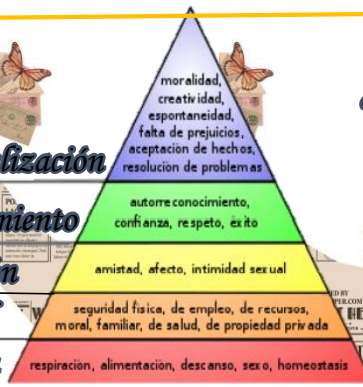 moralidad,
creatividad,
espontaneidad,
falta de prejuicios,
aceptación de hechos,
resolución de problemas
lización
autorreconocimiento,
confianza, respeto, éxito
miento
amistad, afecto, intimidad sexual
seguridad física, de empleo, de recursos,
moral, familiar, de salud, de propiedad privada
respiración, alimentación, descanso, sexo, homeostasis